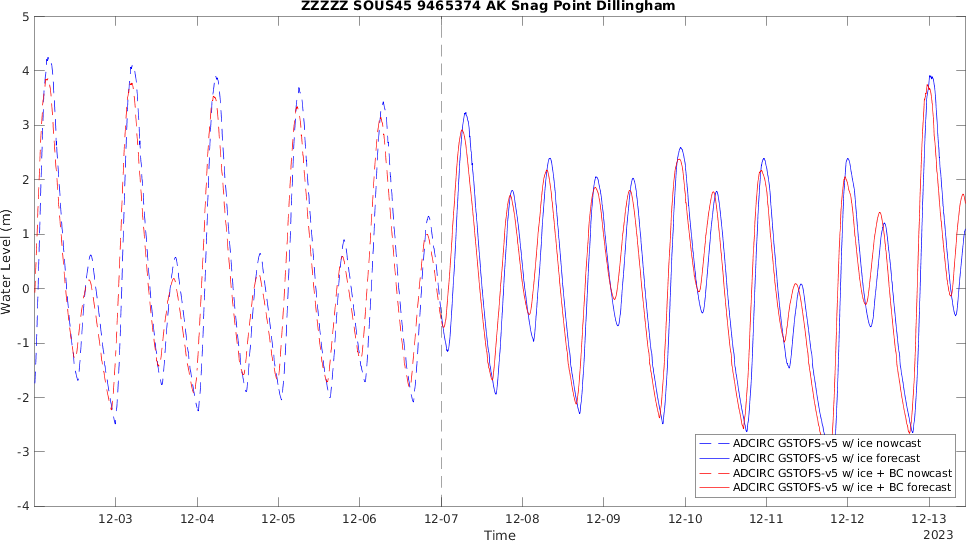 ZZZZZ SOUS45 9465374 AK Snag Point Dillingham
Water Level (m)
5
4
3
2
1
0
-1
-2
-3
-4
12-03 12-04 12-05 12-06 12-07 12-08 12-09 12-10 12-11 12-12 12-13
Time
2023
ADCIRC GSTOFS-v5 w/ ice nowcast
ADCIRC GSTOFS-v5 w/ ice forecast
ADCIRC GSTOFS-v5 w/ ice + BC nowcast
ADCIRC GSTOFS-v5 w/ ice + BC forecast